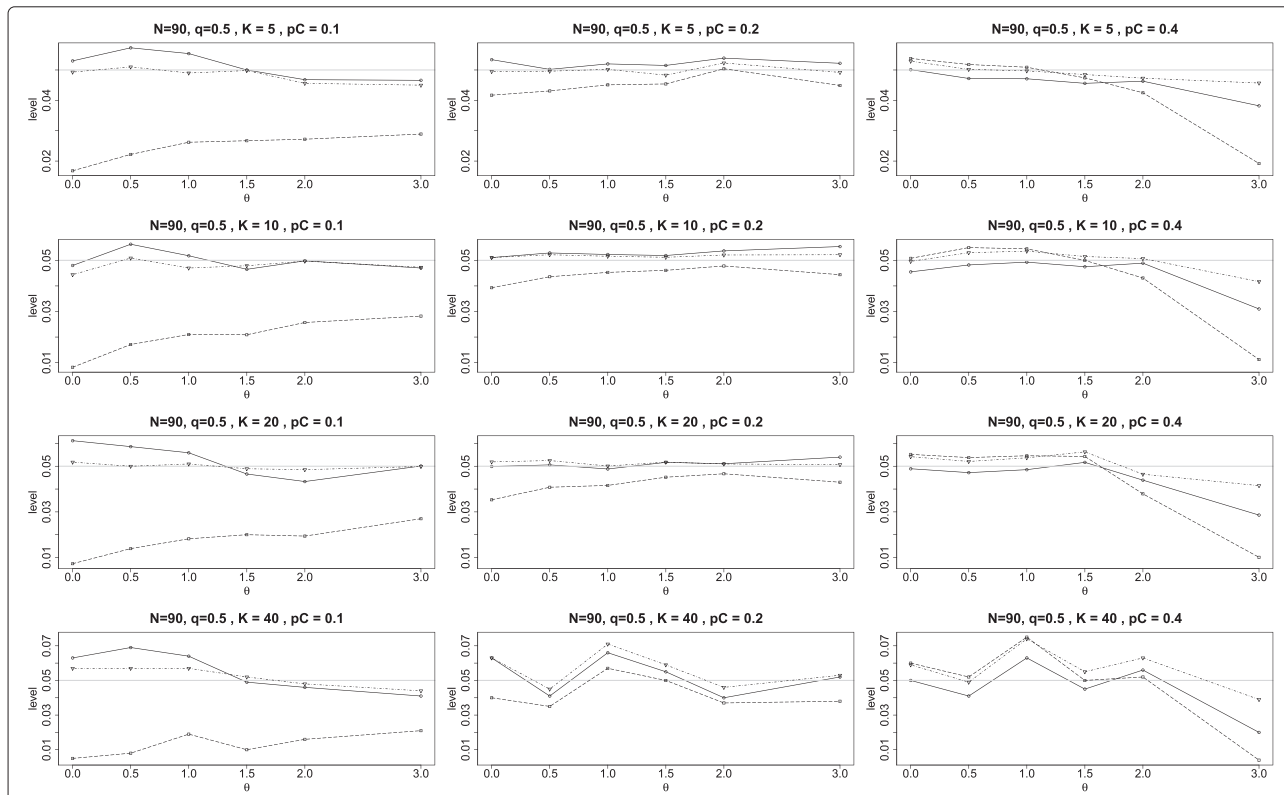 N=90, q=0.5 , K = 5 , pC = 0.1
level
0.04
0.02
0.0 0.5 1.0 1.5 2.0 3.0
θ
N=90, q=0.5 , K = 5 , pC = 0.2
level
0.04
0.02
0.0 0.5 1.0 1.5 2.0 3.0
θ
N=90, q=0.5 , K = 5 , pC = 0.4
level
0.04
0.02
0.0 0.5 1.0 1.5 2.0 3.0
θ
N=90, q=0.5 , K = 10 , pC = 0.1
level
0.05
0.03
0.01
0.0 0.5 1.0 1.5 2.0 3.0
θ
N=90, q=0.5 , K = 10 , pC = 0.2
level
0.05
0.03
0.01
0.0 0.5 1.0 1.5 2.0 3.0
θ
N=90, q=0.5 , K = 10 , pC = 0.4
level
0.05
0.03
0.01
0.0 0.5 1.0 1.5 2.0 3.0
θ
N=90, q=0.5 , K = 20 , pC = 0.1
level
0.05
0.03
0.01
0.0 0.5 1.0 1.5 2.0 3.0
θ
N=90, q=0.5 , K = 20 , pC = 0.2
level
0.05
0.03
0.01
0.0 0.5 1.0 1.5 2.0 3.0
θ
N=90, q=0.5 , K = 20 , pC = 0.4
level
0.05
0.03
0.01
0.0 0.5 1.0 1.5 2.0 3.0
θ
N=90, q=0.5 , K = 40 , pC = 0.1
level
0.07
0.05
0.03
0.01
0.0 0.5 1.0 1.5 2.0 3.0
θ
N=90, q=0.5 , K = 40 , pC = 0.2
level
0.07
0.05
0.03
0.01
0.0 0.5 1.0 1.5 2.0 3.0
θ
N=90, q=0.5 , K = 40 , pC = 0.4
level
0.07
0.05
0.03
0.01
0.0 0.5 1.0 1.5 2.0 3.0
θ